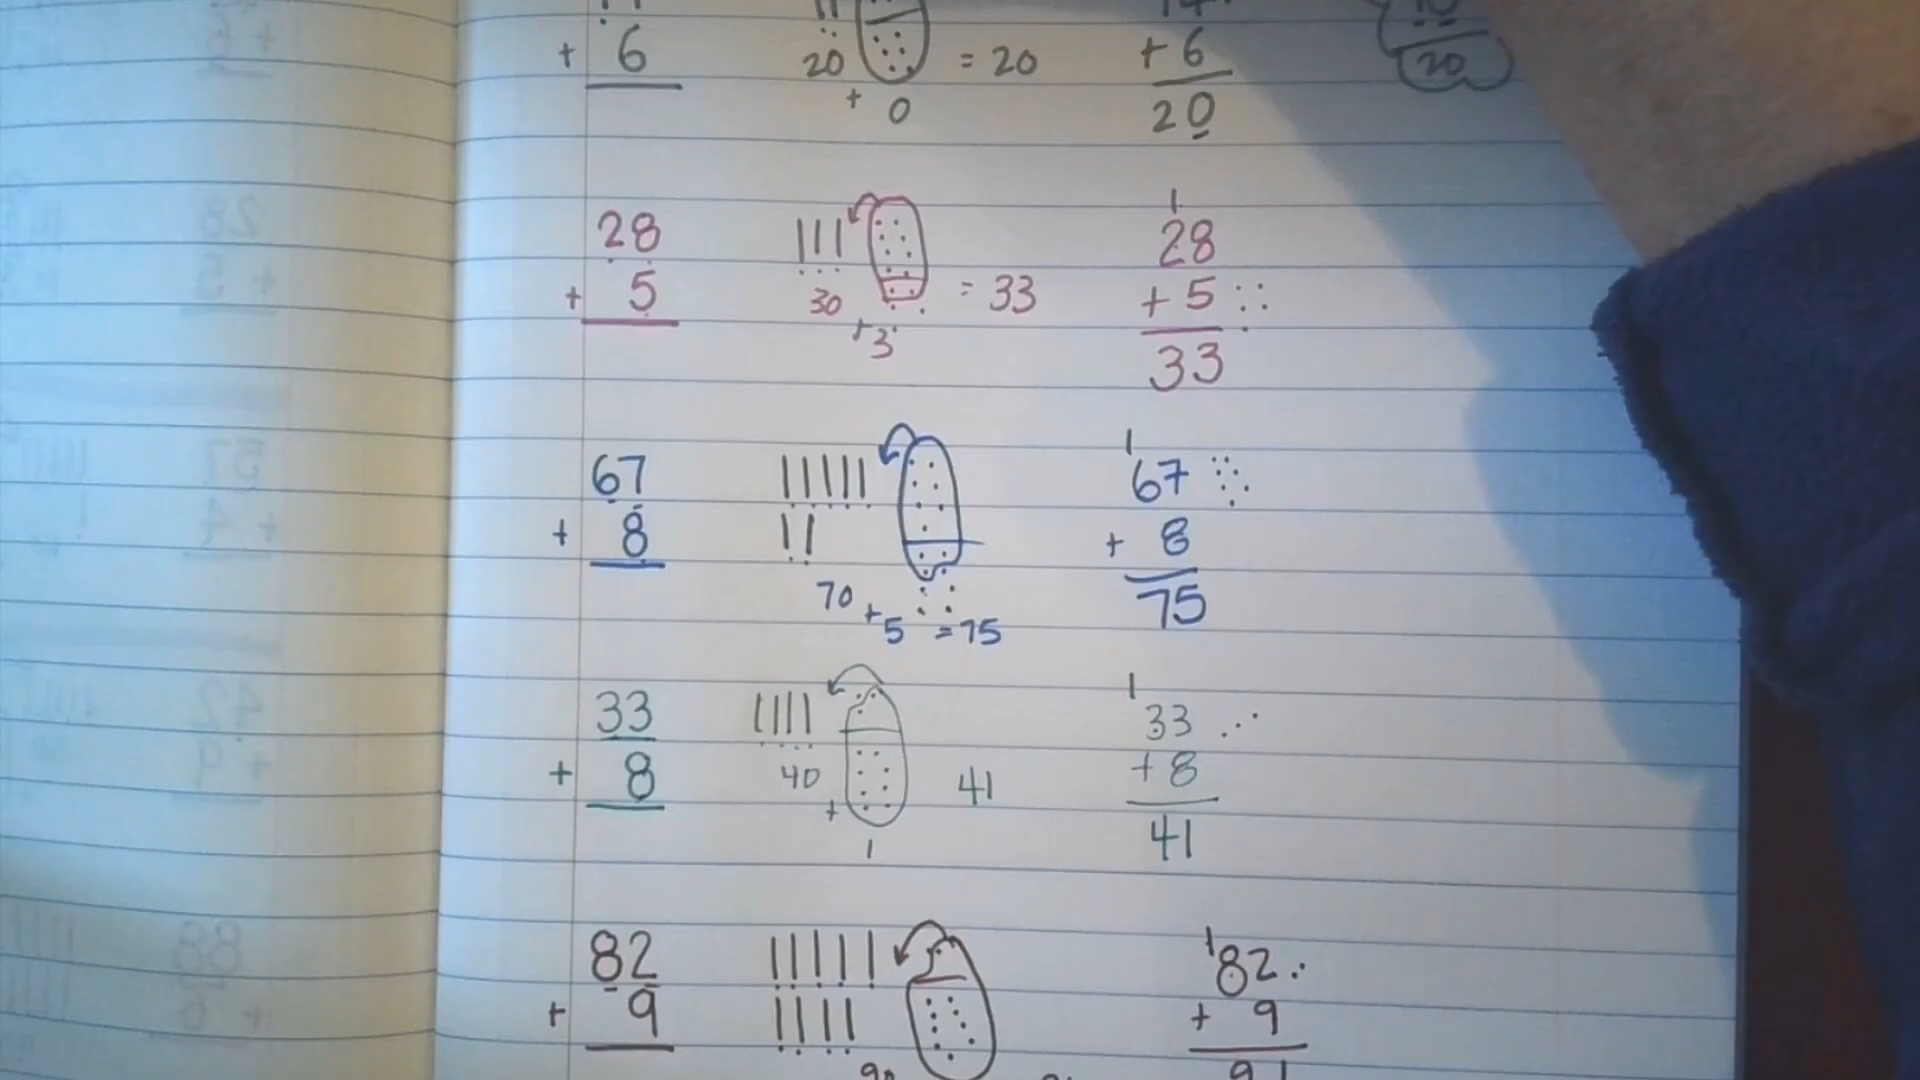 + 6 20 = 20 + 6 20
+ 0 20
1
28 28
+ 5 30 = 33 + 5
+ 3 33
1
67 67
+ 8 + 8
70 + 5 = 75 75
1
33 33
+ 8 40 41 + 8
+ 1 41
1
82 82
+ 9 + 9
90 91